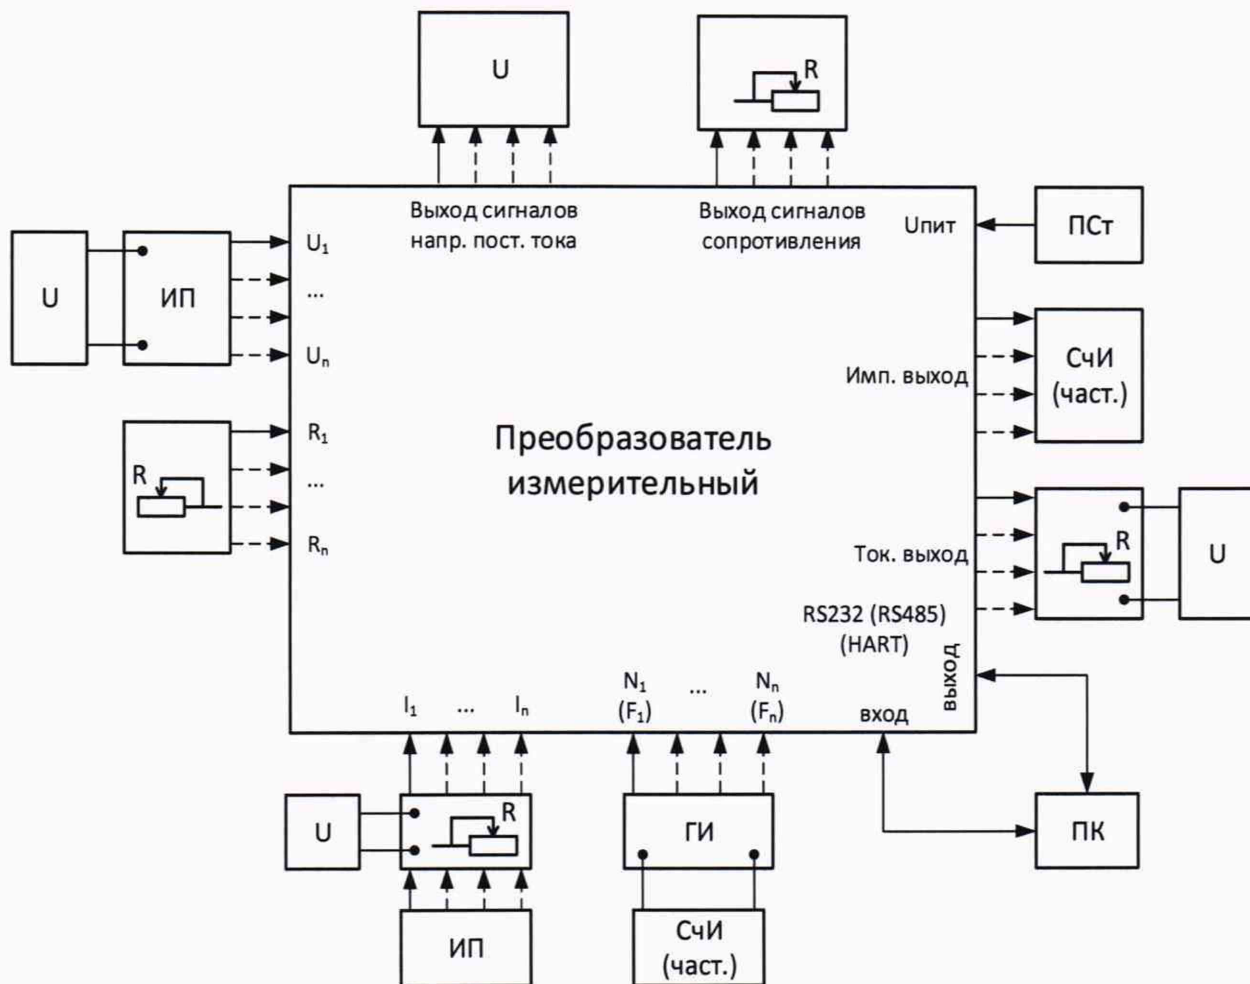 U
R
Выход сигналов
напр. пост. тока
Выход сигналов
сопротивления
Uпит
ПСт
U
ИП
U₁
...
Uₙ
Имп. выход
СчИ
(част.)
R
R₁
...
Rₙ
Преобразователь
измерительный
Ток. выход
R
U
RS232 (RS485)
(HART)
выход
I₁ ... Iₙ
N₁ ... Nₙ
(F₁) (Fₙ)
вход
U
R
ГИ
ПК
ИП
СчИ
(част.)